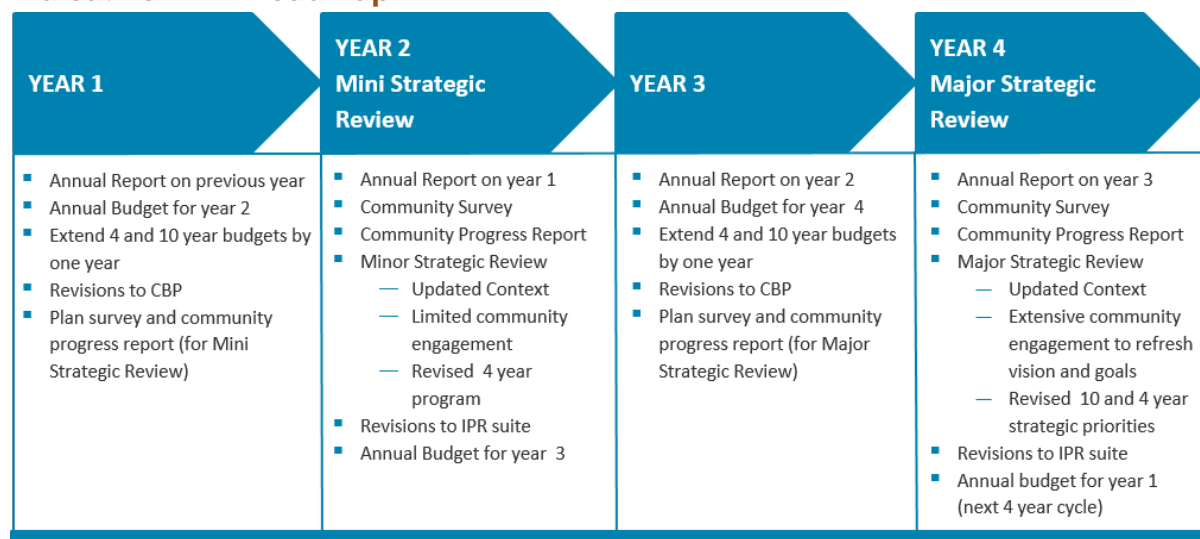 YEAR 1
YEAR 2
Mini Strategic
Review
YEAR 3
YEAR 4
Major Strategic
Review
▪ Annual Report on previous year
▪ Annual Budget for year 2
▪ Extend 4 and 10 year budgets by
one year
▪ Revisions to CBP
▪ Plan survey and community
progress report (for Mini
Strategic Review)
▪ Annual Report on year 1
▪ Community Survey
▪ Community Progress Report
▪ Minor Strategic Review
— Updated Context
— Limited community
engagement
— Revised 4 year
program
▪ Revisions to IPR suite
▪ Annual Budget for year 3
▪ Annual Report on year 2
▪ Annual Budget for year 4
▪ Extend 4 and 10 year budgets
by one year
▪ Revisions to CBP
▪ Plan survey and community
progress report (for Major
Strategic Review)
▪ Annual Report on year 3
▪ Community Survey
▪ Community Progress Report
▪ Major Strategic Review
— Updated Context
— Extensive community
engagement to refresh
vision and goals
— Revised 10 and 4 year
strategic priorities
▪ Revisions to IPR suite
▪ Annual budget for year 1
(next 4 year cycle)